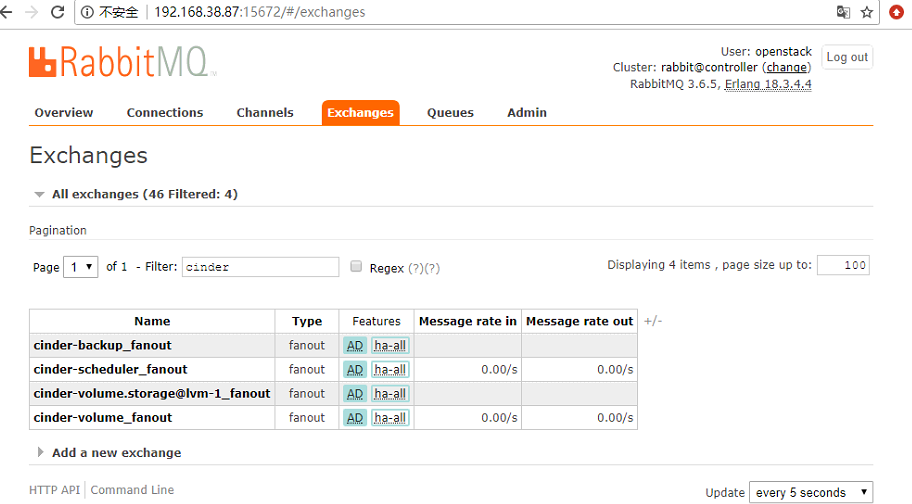 不安全 192.168.38.87:15672/#/exchanges
RabbitMQ TM
User: openstack
Log out
Cluster: rabbit@controller (change)
RabbitMQ 3.6.5, Erlang 18.3.4.4
Overview Connections Channels Exchanges Queues Admin
Exchanges
All exchanges (46 Filtered: 4)
Pagination
Page 1 of 1 - Filter: cinder Regex (?)(?) Displaying 4 items , page size up to: 100
Name Type Features Message rate in Message rate out +/-
cinder-backup_fanout fanout AD ha-all
cinder-scheduler_fanout fanout AD ha-all 0.00/s 0.00/s
cinder-volume.storage@lvm-1_fanout fanout AD ha-all
cinder-volume_fanout fanout AD ha-all 0.00/s 0.00/s
Add a new exchange
HTTP API Command Line
Update every 5 seconds